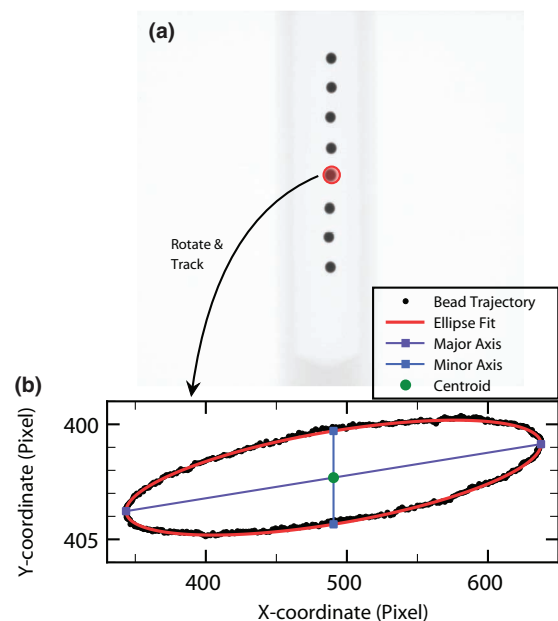 (a)
Rotate &
Track
Bead Trajectory
Ellipse Fit
Major Axis
Minor Axis
Centroid
(b)
Y-coordinate (Pixel)
400
405
400
500
600
X-coordinate (Pixel)